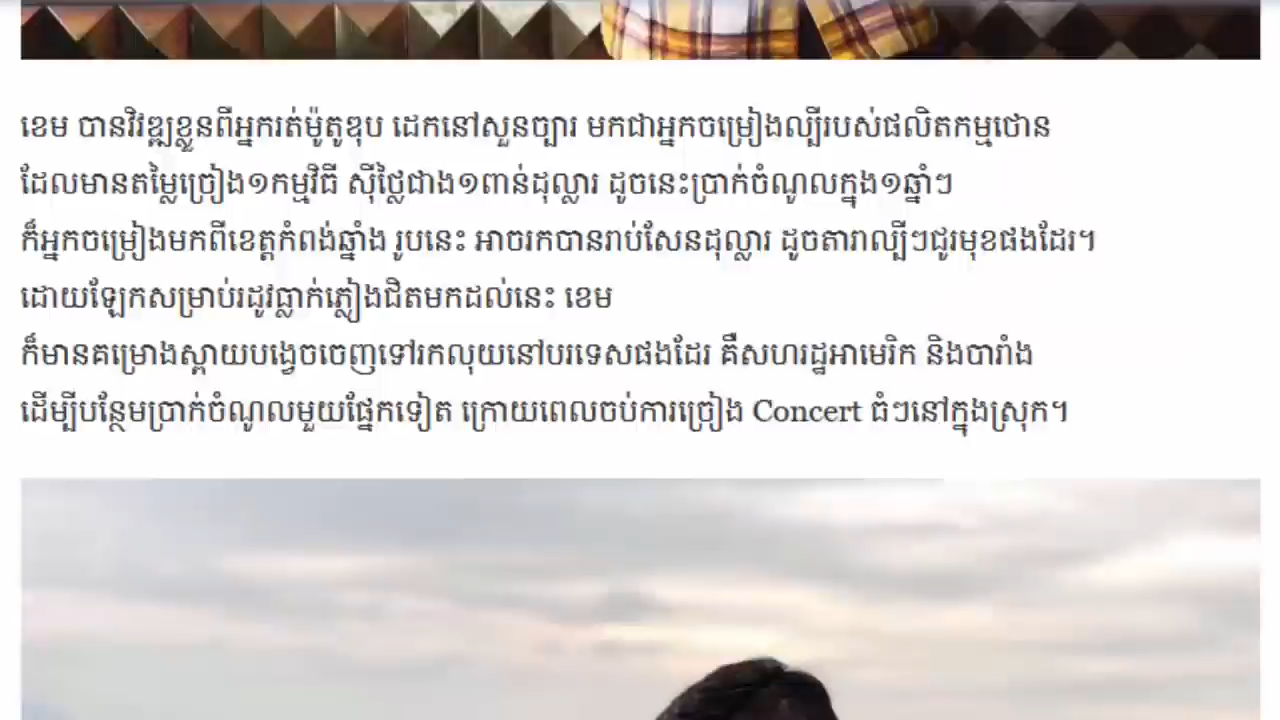 ខេម បានវិវឌ្ឍខ្លួនពីអ្នករត់ម៉ូតូឌុប ដេកនៅសួនច្បារ មកជាអ្នកចម្រៀងល្បីរបស់ផលិតកម្មថោន
ដែលមានតម្លៃច្រៀង១កម្មវិធី ស៊ីថ្លៃជាង១ពាន់ដុល្លារ ដូចនេះប្រាក់ចំណូលក្នុង១ឆ្នាំៗ
ក៏អ្នកចម្រៀងមកពីខេត្តកំពង់ឆ្នាំង រូបនេះ អាចរកបានរាប់សែនដុល្លារ ដូចតារាល្បីៗជួរមុខផងដែរ។
ដោយឡែកសម្រាប់រដូវធ្លាក់ភ្លៀងជិតមកដល់នេះ ខេម
ក៏មានគម្រោងស្ពាយបង្វេចចេញទៅរកលុយនៅបរទេសផងដែរ គឺសហរដ្ឋអាមេរិក និងបារាំង
ដើម្បីបន្ថែមប្រាក់ចំណូលមួយផ្នែកទៀត ក្រោយពេលចប់ការច្រៀង Concert ធំៗនៅក្នុងស្រុក។